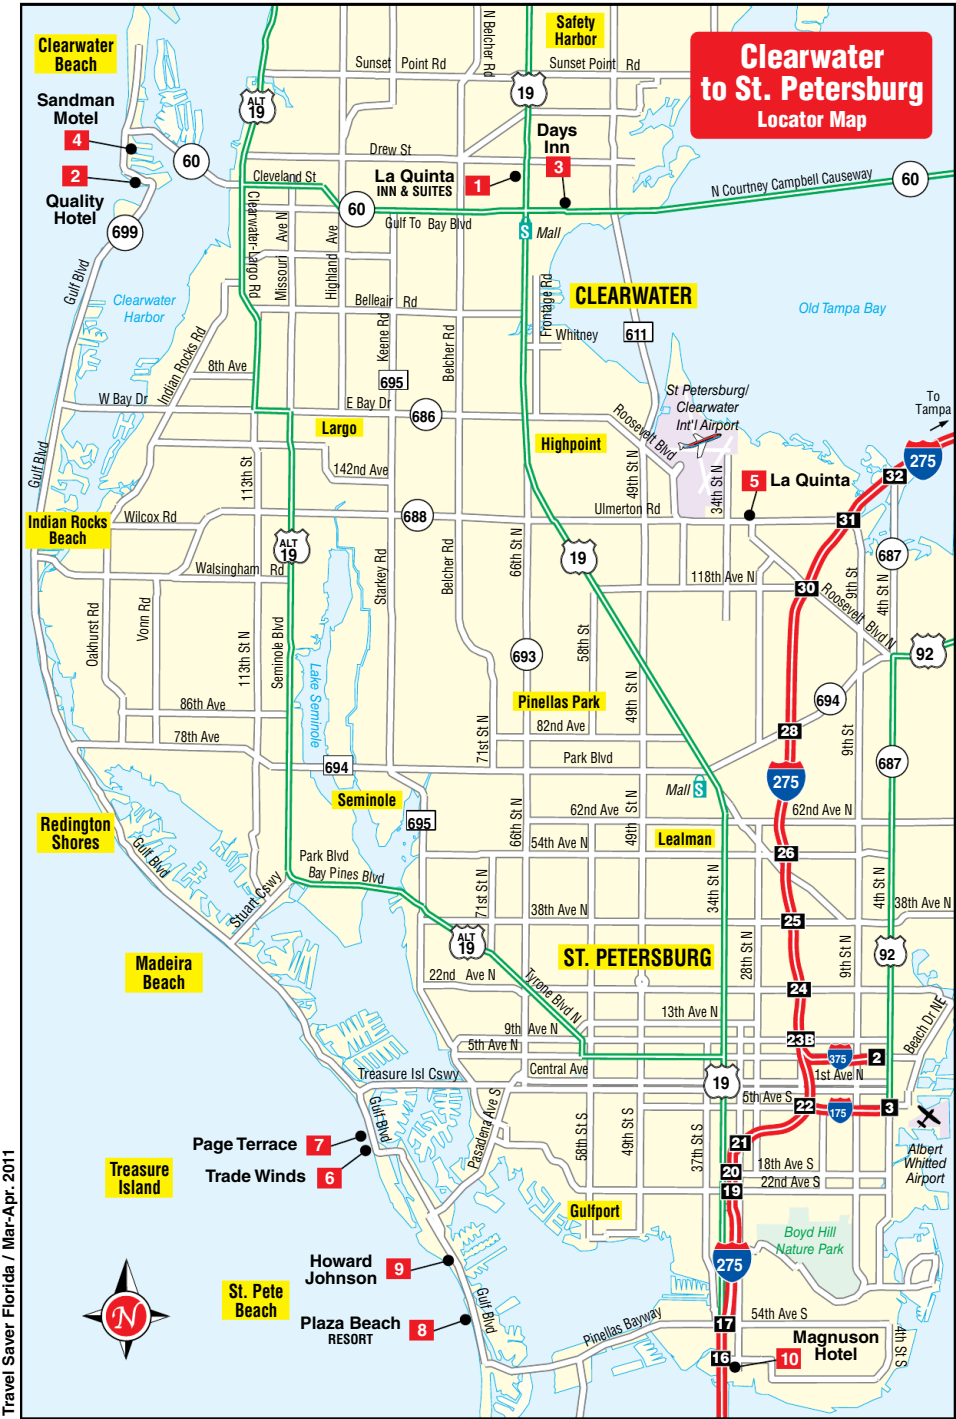 Clearwater
to St. Petersburg
Locator Map
Clearwater
Beach
Safety
Harbor
N Belcher Rd
Sunset Point Rd
Sunset Point Rd
Sandman
Motel
4
ALT
19
19
Days
Inn
3
Drew St
60
Cleveland St
La Quinta
INN & SUITES
1
2
Quality
Hotel
60
N Courtney Campbell Causeway
60
Gulf To Bay Blvd
S Mall
699
Gulf Blvd
Clearwater-Largo Rd
Missouri Ave N
Highland Ave
Clearwater
Harbor
Belleair Rd
Frontage Rd
CLEARWATER
Old Tampa Bay
Whitney
611
Keene Rd
Belcher Rd
Indian Rocks Rd
8th Ave
695
W Bay Dr
E Bay Dr
686
Largo
Highpoint
Roosevelt Blvd
St Petersburg/
Clearwater
Int'l Airport
To
Tampa
275
32
Gulf Blvd
113th St
142nd Ave
49th St N
34th St N
5
La Quinta
Indian Rocks
Beach
Wilcox Rd
688
Ulmerton Rd
31
ALT
19
66th St N
19
687
Walsingham Rd
Starkey Rd
Belcher Rd
118th Ave N
30
9th St
4th St N
Roosevelt Blvd N
Oakhurst Rd
Vonn Rd
113th St N
Seminole Blvd
693
58th St
92
Lake Seminole
49th St N
694
86th Ave
Pinellas Park
78th Ave
71st St N
82nd Ave
28
9th St
694
Park Blvd
687
275
Mall S
Seminole
695
66th St N
62nd Ave
49th St N
62nd Ave N
Redington
Shores
Gulf Blvd
54th Ave N
Lealman
26
Park Blvd
Bay Pines Blvd
Stuart Cswy
71st St N
34th St N
4th St N
38th Ave N
38th Ave N
25
ALT
19
ST. PETERSBURG
28th St N
9th St N
92
Madeira
Beach
22nd Ave N
Tyrone Blvd N
24
13th Ave N
Beach Dr NE
9th Ave N
5th Ave N
23B
375
2
Central Ave
1st Ave N
Treasure Isl Cswy
19
5th Ave S
22
175
3
Gulf Blvd
Pasadena Ave S
58th St S
49th St S
37th St S
Page Terrace
7
21
Albert
Whitted
Airport
Trade Winds
6
Treasure
Island
20
18th Ave S
22nd Ave S
19
Gulfport
Boyd Hill
Nature Park
Howard
Johnson
9
275
St. Pete
Beach
Gulf Blvd
Plaza Beach
RESORT
8
Pinellas Bayway
17
54th Ave S
4th St S
Magnuson
Hotel
16
10
N
Travel Saver Florida / Mar-Apr. 2011